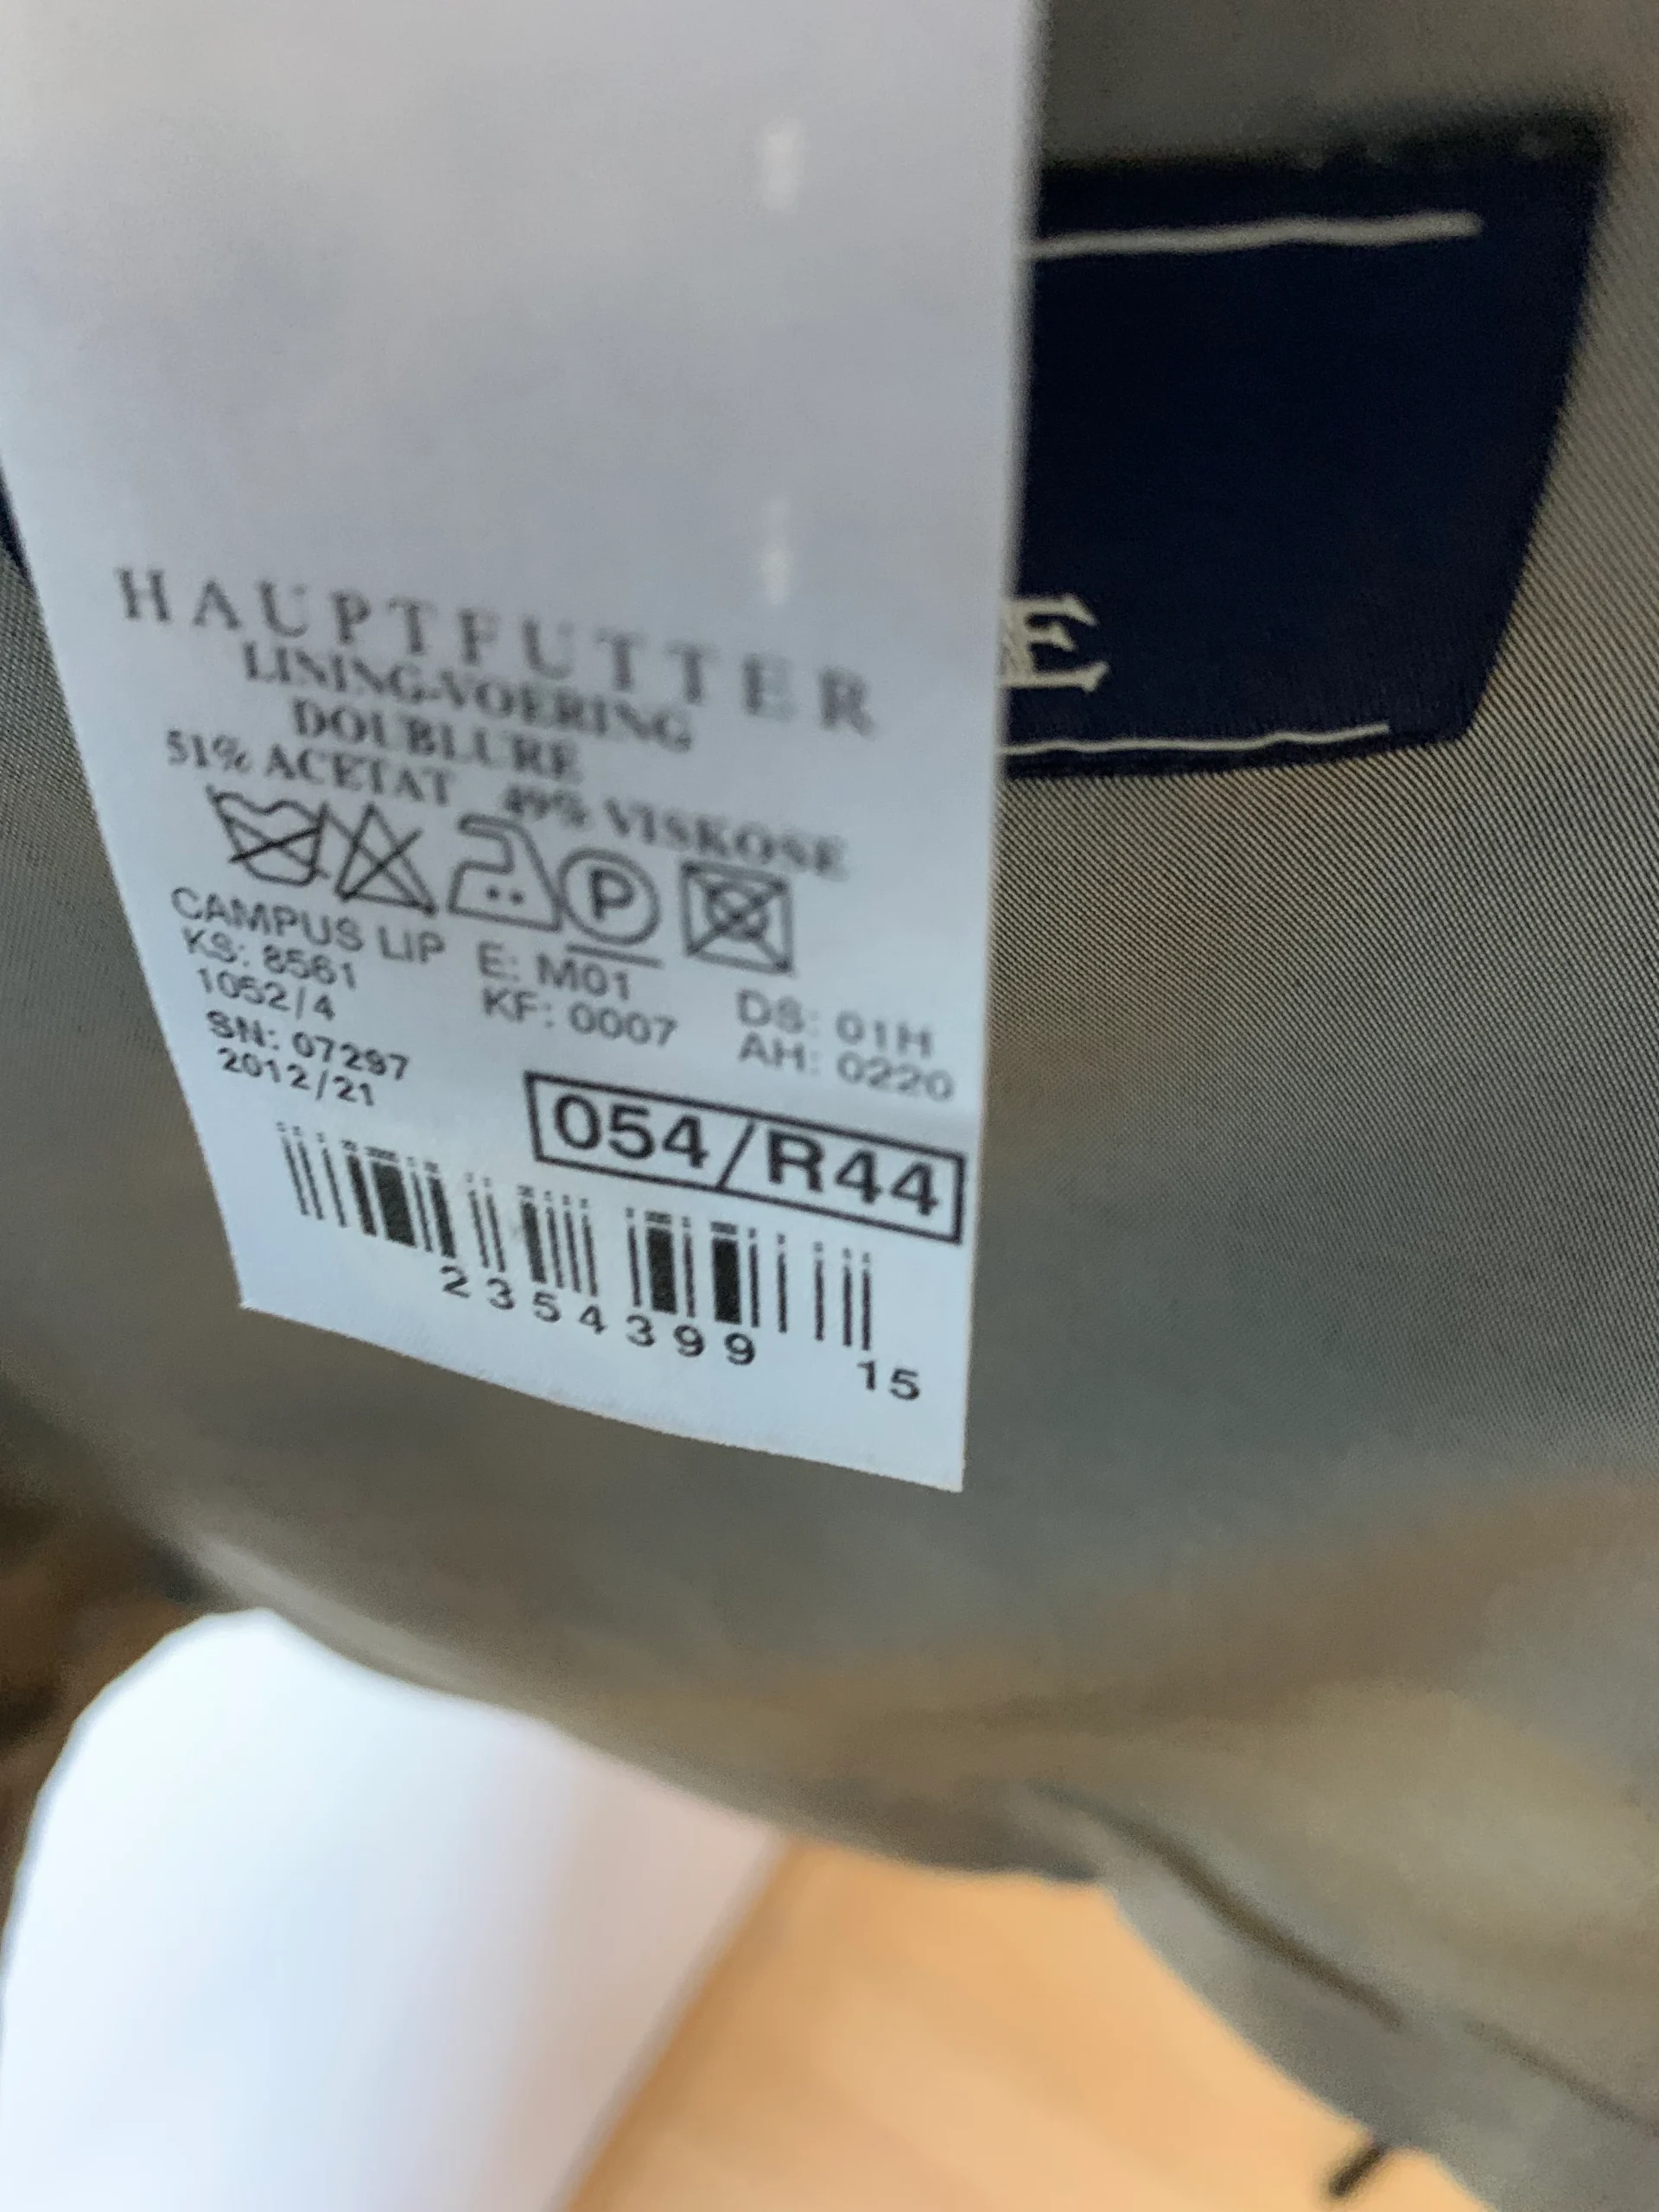 HAUPTFUTTER
LINING-VOERING
DOUBLURE
51% ACETAT 49% VISKOSE
P
CAMPUS LIP E: M01 DS: 01H
KS: 8561 KF: 0007 AH: 0220
1052/4
SN: 07297
2012/21
054/R44
2354399 15
E